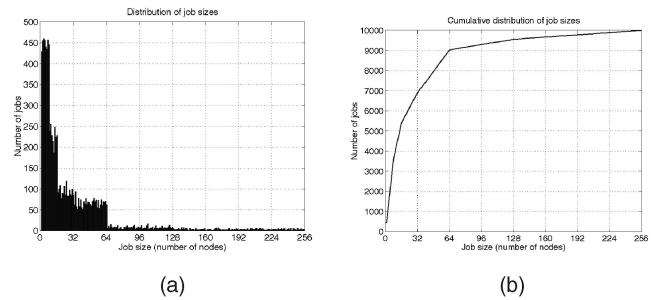 Distribution of job sizes
500
450
400
350
300
250
200
150
100
50
0
Number of jobs
0 32 64 96 128 160 192 224 256
Job size (number of nodes)
(a)
Cumulative distribution of job sizes
10000
9000
8000
7000
6000
5000
4000
3000
2000
1000
0
Number of jobs
0 32 64 96 128 160 192 224 256
Job size (number of nodes)
(b)